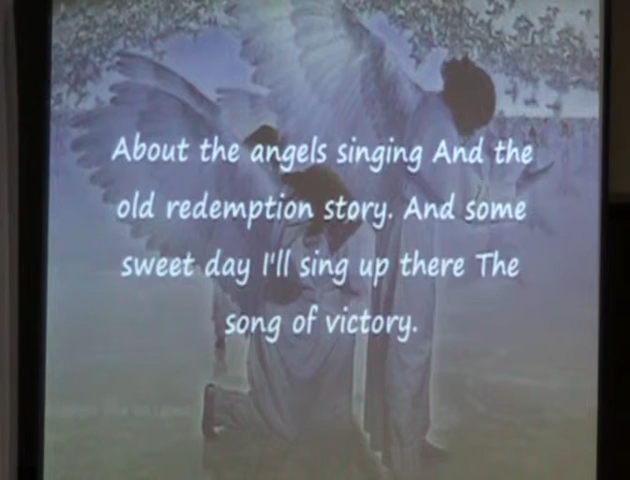 About the angels singing And the
old redemption story. And some
sweet day I'll sing up there The
song of victory.